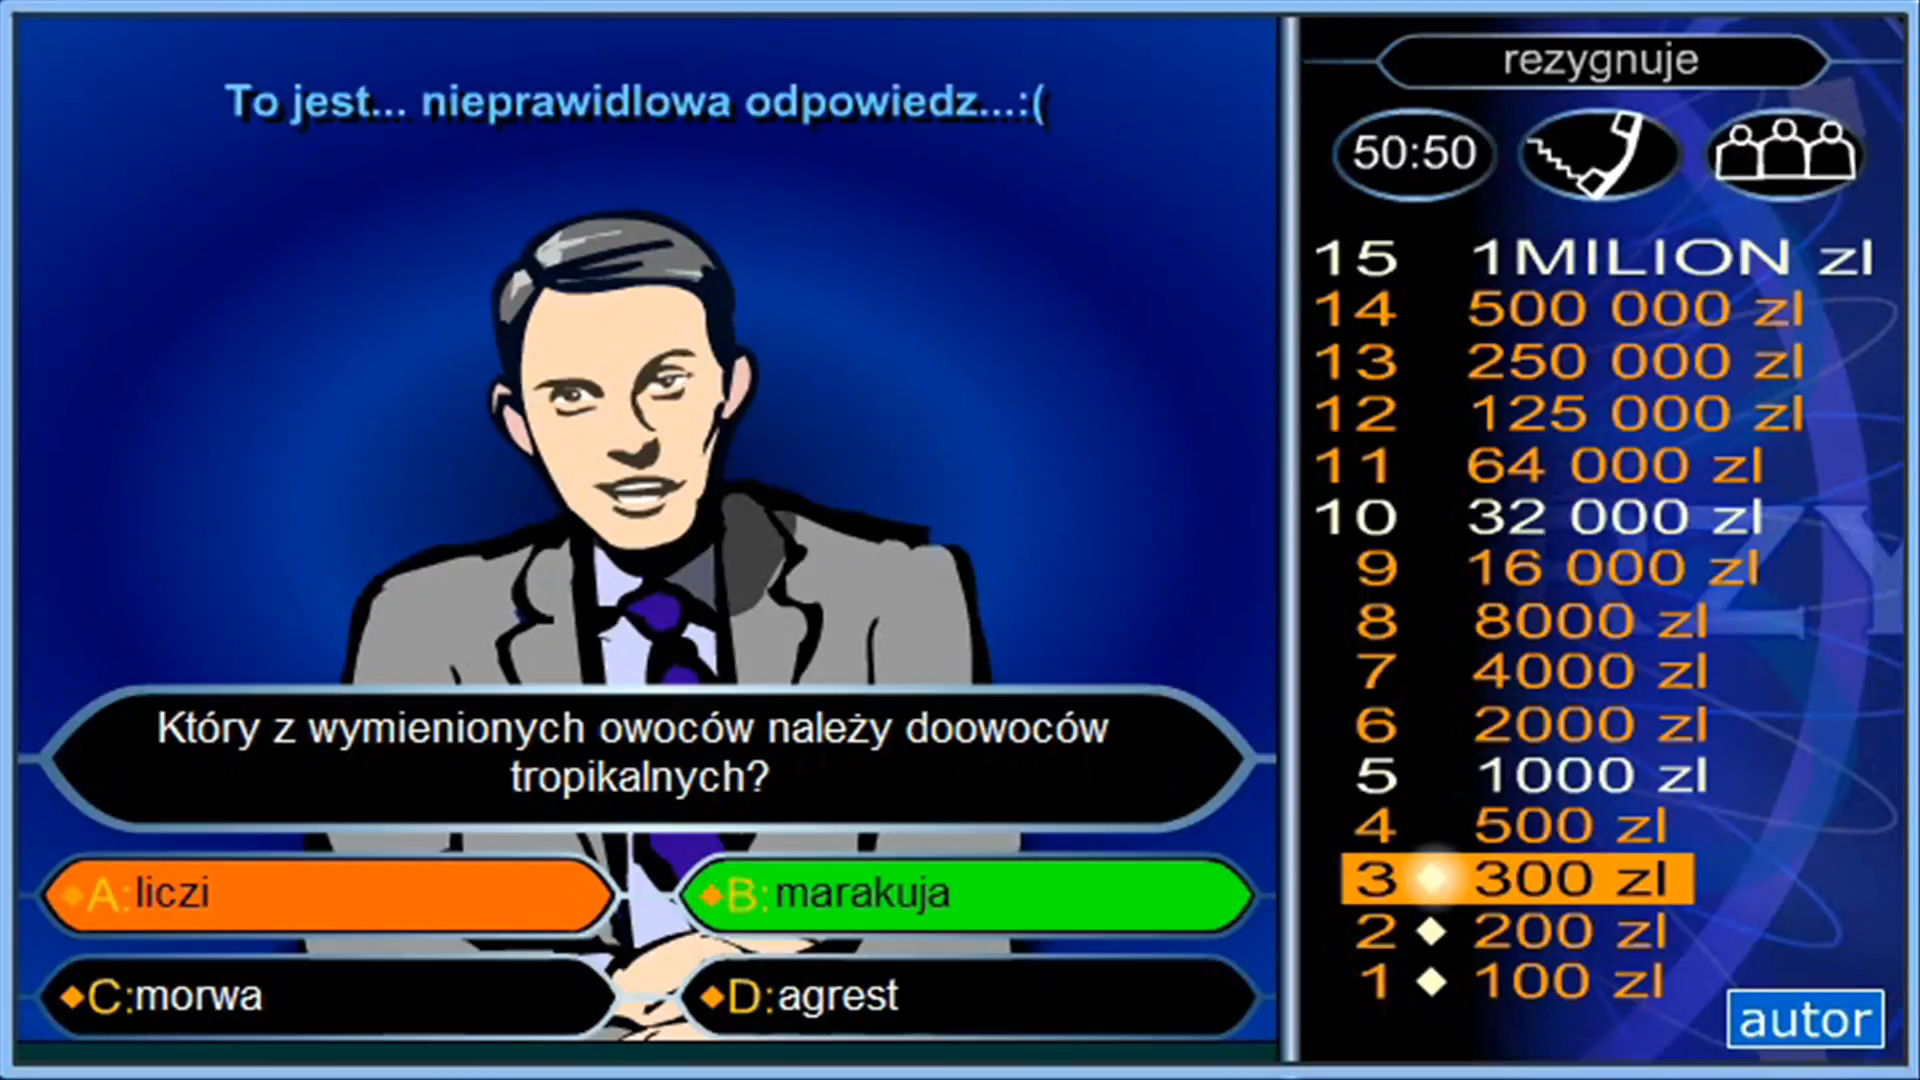 To jest... nieprawidlowa odpowiedz...:(
Który z wymienionych owoców należy doowoców
tropikalnych?
A: liczi
B: marakuja
C: morwa
D: agrest
rezygnuje
50:50
15 1MILION zl
14 500 000 zl
13 250 000 zl
12 125 000 zl
11 64 000 zl
10 32 000 zl
9 16 000 zl
8 8000 zl
7 4000 zl
6 2000 zl
5 1000 zl
4 500 zl
3 300 zl
2 200 zl
1 100 zl
autor